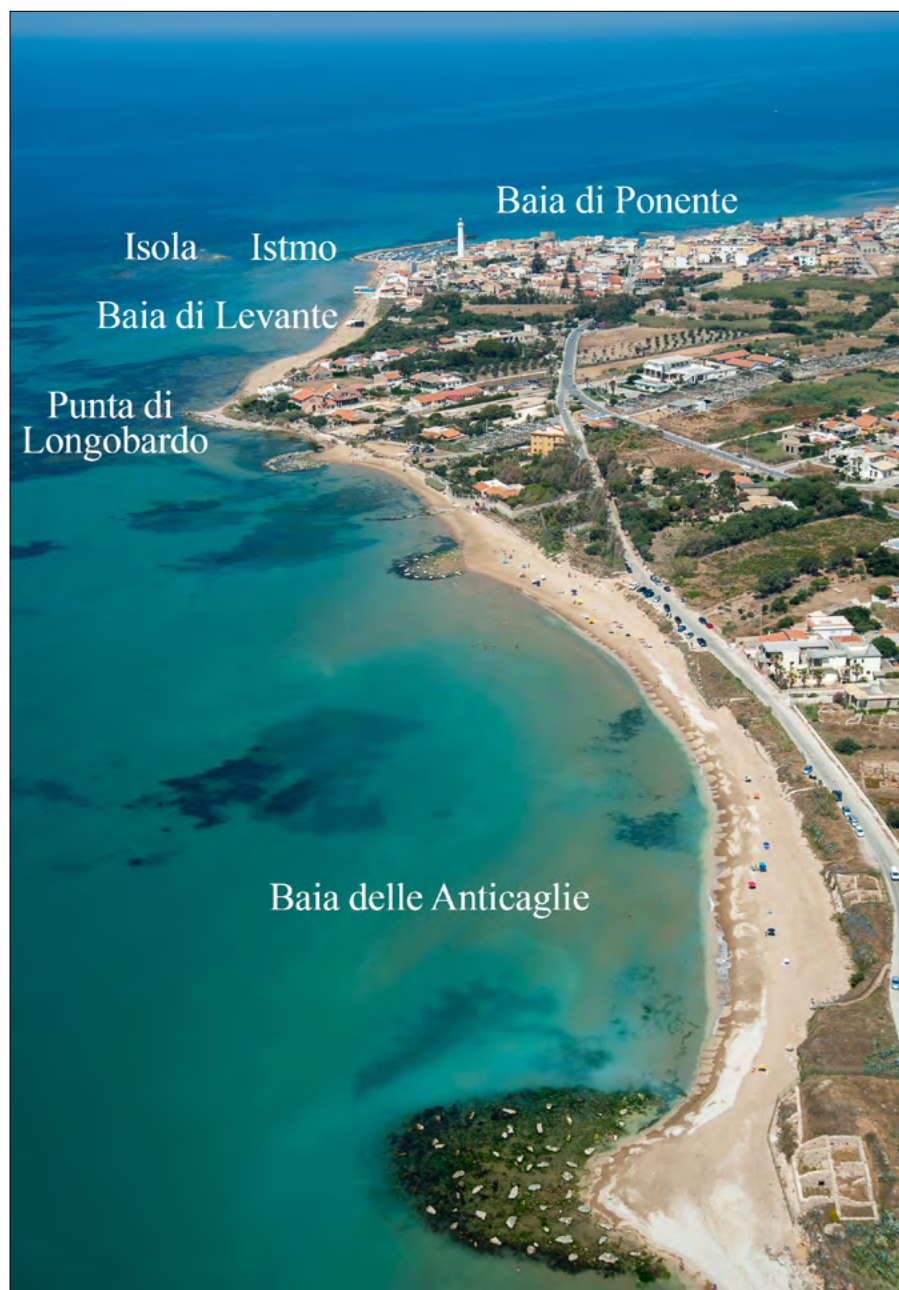 Baia di Ponente
Isola Istmo
Baia di Levante
Punta di
Longobardo
Baia delle Anticaglie